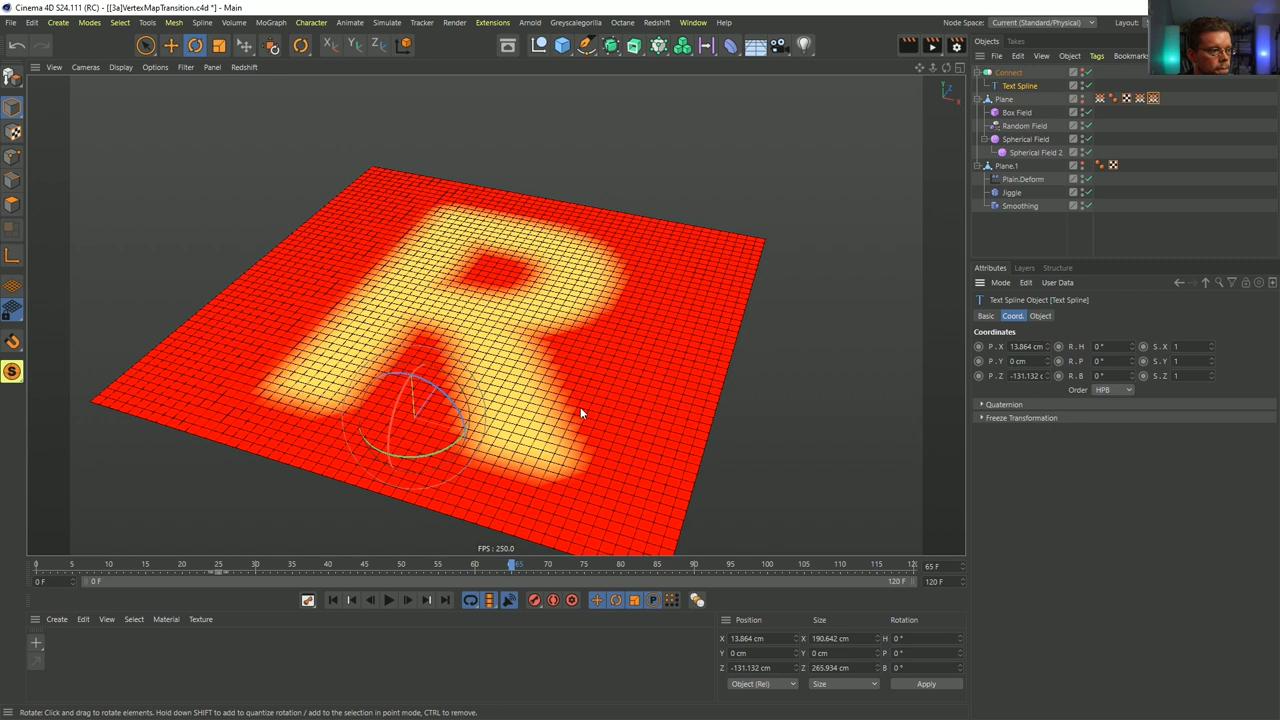 Cinema 4D S24.111 (RC) - [[3a]VertexMapTransition.c4d *] - Main
File Create Modes Select Tools Mesh Spline Volume MoGraph Character Animate Simulate Tracker Render Extensions Arnold Greyscalegorilla Octane Redshift Window Help Node Space: Current (Standard/Physical) Layout:
X Y Z
View Cameras Display Options Filter Panel Redshift
Objects Takes
File Edit View Object Tags Bookmarks
Connect
Text Spline
Plane
Box Field
Random Field
Spherical Field
Spherical Field 2
Plane.1
Plain.Deform
Jiggle
Smoothing
Attributes Layers Structure
Mode Edit User Data
Text Spline Object [Text Spline]
Basic Coord. Object
Coordinates
P . X 13.864 cm R . H 0 ° S . X 1
P . Y 0 cm R . P 0 ° S . Y 1
P . Z -131.132 c R . B 0 ° S . Z 1
Order HPB
Quaternion
Freeze Transformation
R
FPS : 250.0
0 5 10 15 20 25 30 35 40 45 50 55 60 65 70 75 80 85 90 95 100 105 110 115 120
65 F
0 F 0 F 120 F 120 F
Create Edit View Select Material Texture
Position Size Rotation
X 13.864 cm X 190.642 cm H 0 °
Y 0 cm Y 0 cm P 0 °
Z -131.132 cm Z 265.934 cm B 0 °
Object (Rel) Size Apply
Rotate: Click and drag to rotate elements. Hold down SHIFT to add to quantize rotation / add to the selection in point mode, CTRL to remove.